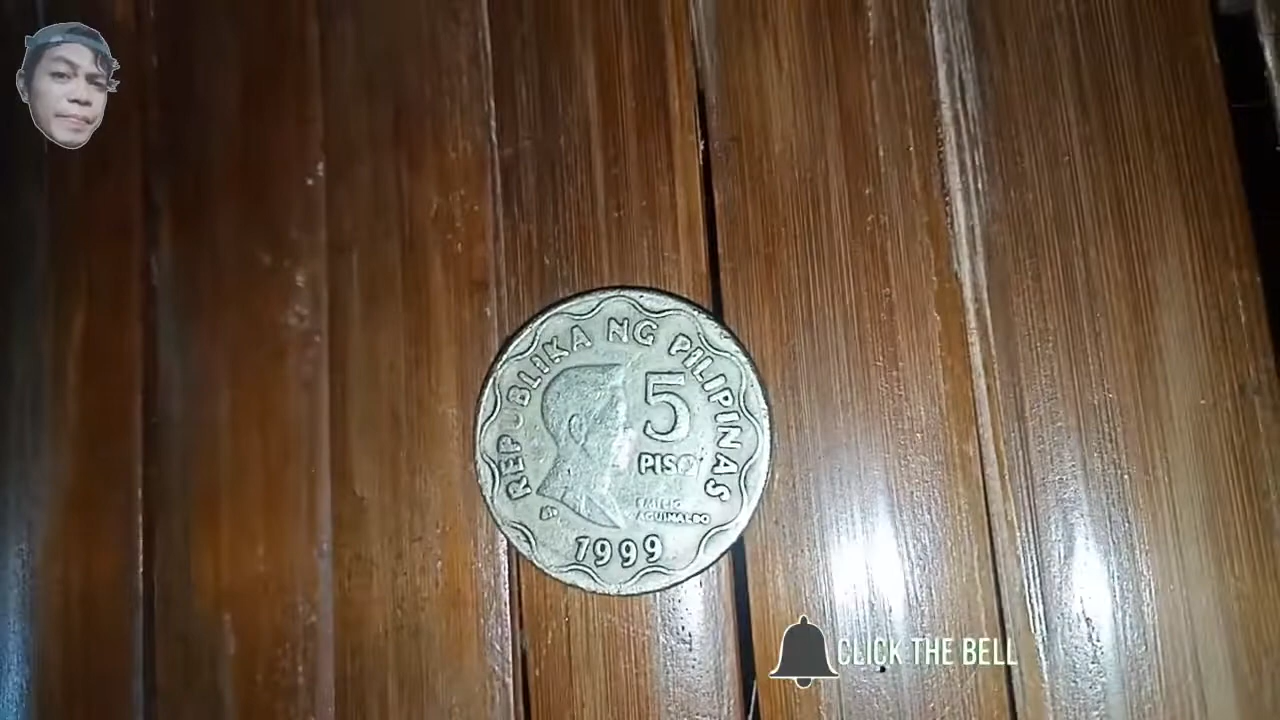 REPUBLIKA NG PILIPINAS
5
PISO
EMILIO
AGUINALDO
1999
CLICK THE BELL